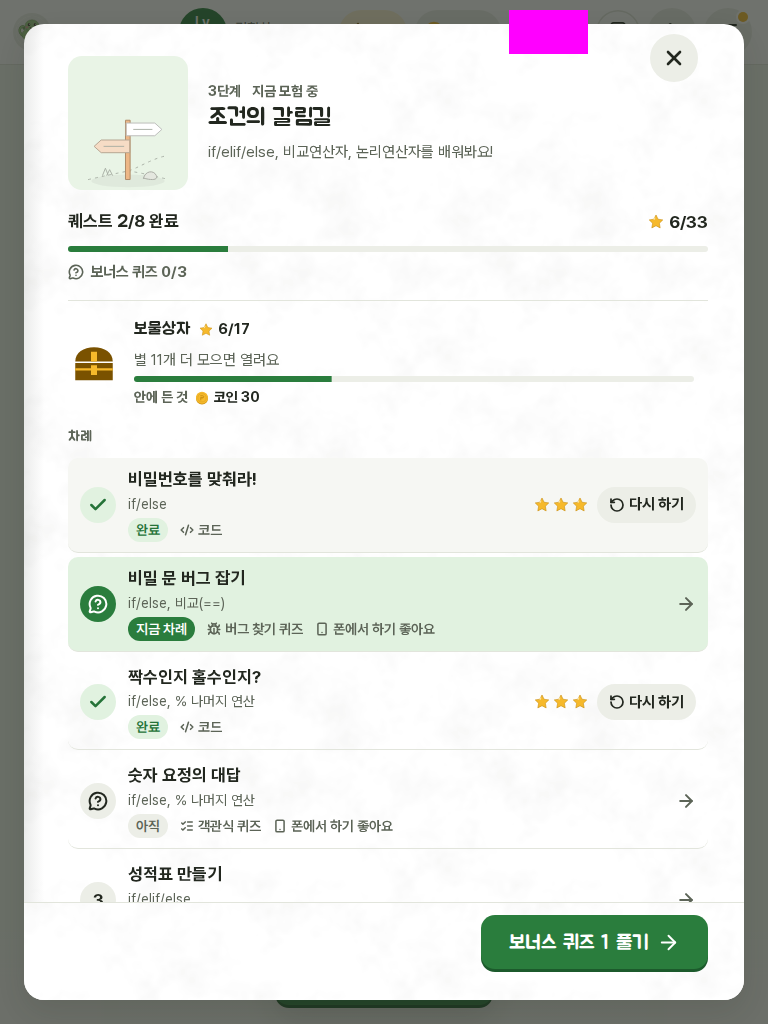 Lv
3단계 지금 모험 중
조건의 갈림길
if/elif/else, 비교연산자, 논리연산자를 배워봐요!
퀘스트 2/8 완료
6/33
보너스 퀴즈 0/3
보물상자 6/17
별 11개 더 모으면 열려요
안에 든 것 코인 30
차례
비밀번호를 맞춰라!
if/else
완료 코드
다시 하기
비밀 문 버그 잡기
if/else, 비교(==)
지금 차례 버그 찾기 퀴즈 폰에서 하기 좋아요
짝수인지 홀수인지?
if/else, % 나머지 연산
완료 코드
다시 하기
숫자 요정의 대답
if/else, % 나머지 연산
아직 객관식 퀴즈 폰에서 하기 좋아요
성적표 만들기
3
if/elif/else
보너스 퀴즈 1 풀기